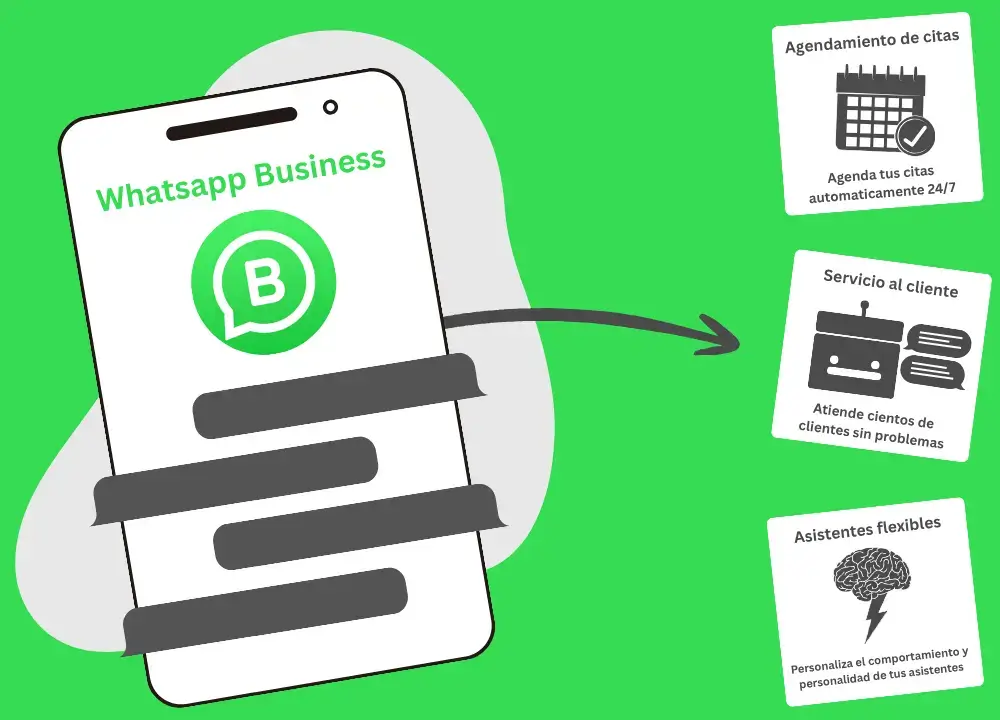 Whatsapp Business
B
Agendamiento de citas
Agenda tus citas
automaticamente 24/7
Servicio al cliente
Atiende cientos de
clientes sin problemas
Asistentes flexibles
Personaliza el comportamiento y
personalidad de tus asistentes